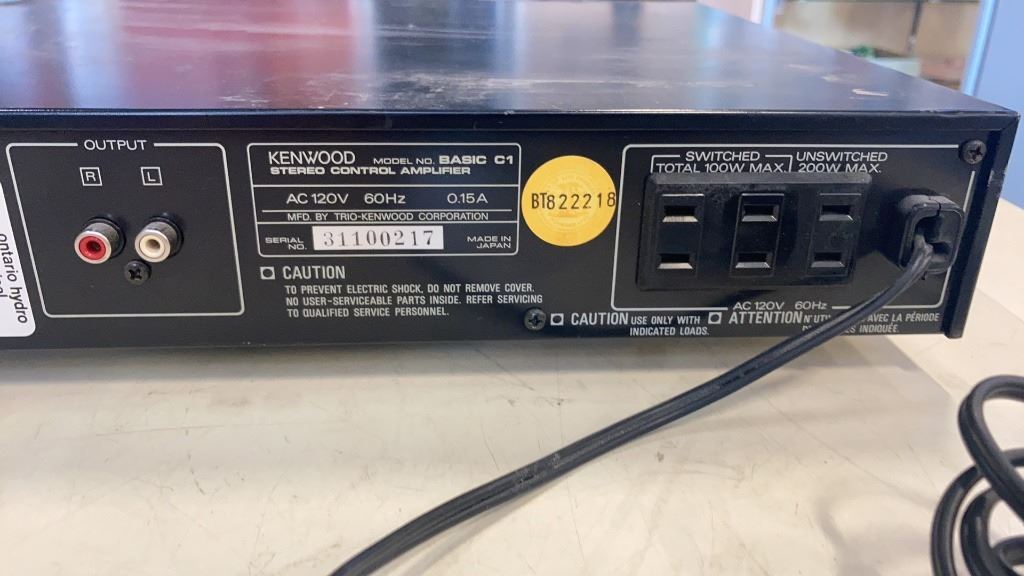 OUTPUT
R L
ontario hydro
KENWOOD MODEL NO. BASIC C1
STEREO CONTROL AMPLIFIER
AC 120V 60Hz 0.15A
MFD. BY TRIO-KENWOOD CORPORATION
SERIAL NO. 31100217 MADE IN JAPAN
CAUTION
TO PREVENT ELECTRIC SHOCK, DO NOT REMOVE COVER.
NO USER-SERVICEABLE PARTS INSIDE. REFER SERVICING
TO QUALIFIED SERVICE PERSONNEL.
BT822218
SWITCHED
TOTAL 100W MAX.
UNSWITCHED
200W MAX.
AC 120V 60Hz
CAUTION USE ONLY WITH
INDICATED LOADS.
ATTENTION AVEC LA PÉRIODE
INDIQUÉE.